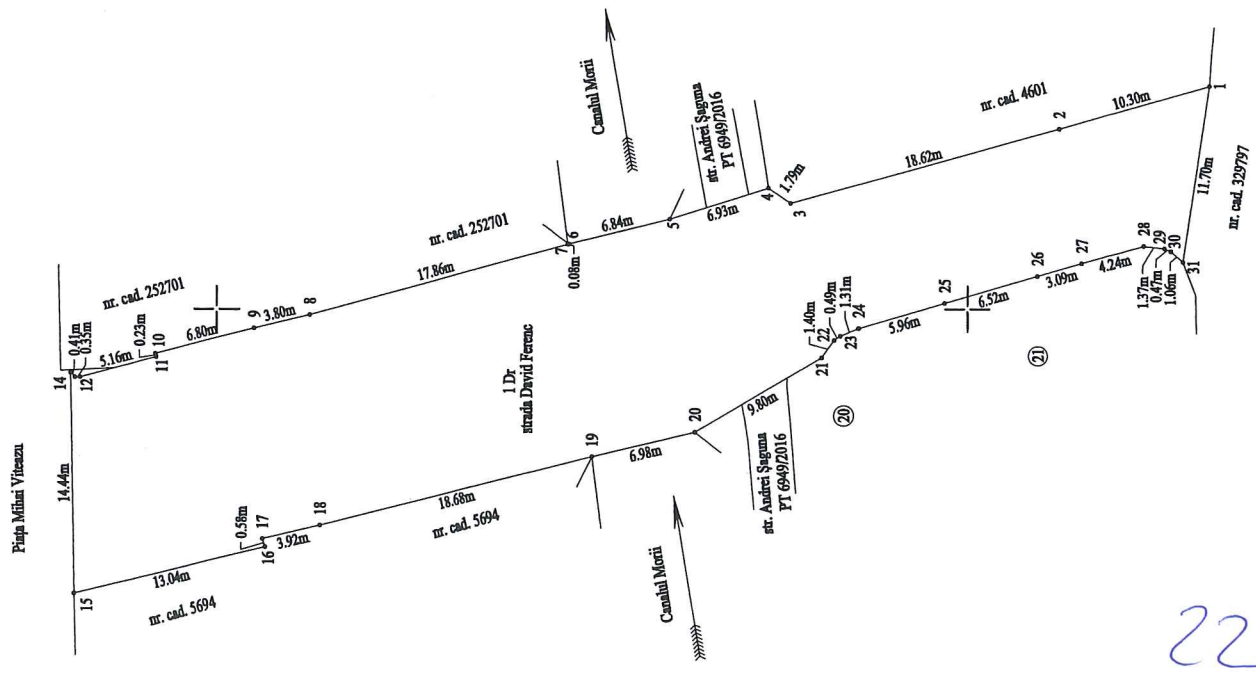 Canalul Morii
str. Andrei Şaguna
PT 6949/2016
nr. cad. 4601
10.30m
1
2
18.62m
11.70m
nr. cad. 329797
1.79m
3
4
6.93m
5
6.84m
6
7
0.08m
nr. cad. 252701
17.86m
8
3.80m
9
6.80m
10
11
0.23m
nr. cad. 252701
5.16m
0.41m
0.35m
12
14
Piaţa Mihai Viteazu
14.44m
15
13.04m
nr. cad. 5694
0.58m
16
17
3.92m
18
18.68m
nr. cad. 5694
1 Dr
strada David Ferenc
19
6.98m
20
9.80m
str. Andrei Şaguna
PT 6949/2016
Canalul Morii
21
1.40m
22
0.49m
23
1.31m
24
5.96m
25
6.52m
26
3.09m
27
4.24m
28
1.37m
29
0.47m
30
1.06m
31
20
21
22